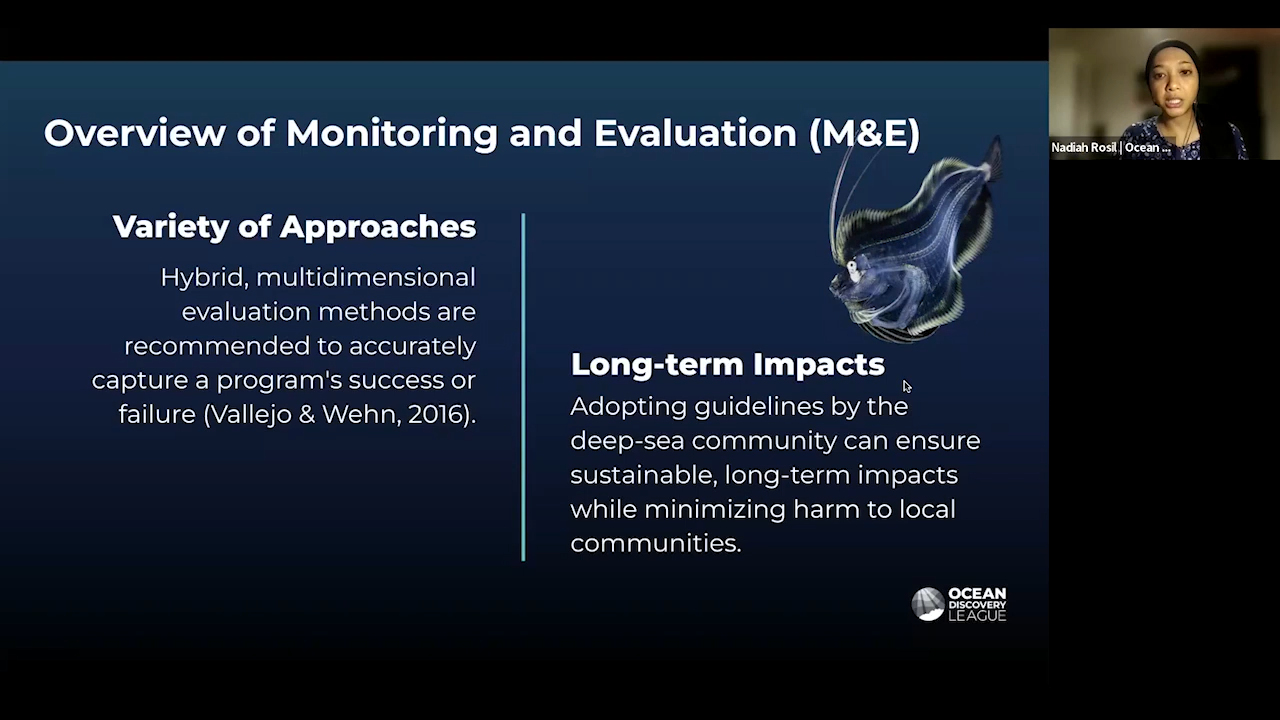 Overview of Monitoring and Evaluation (M&E)
Variety of Approaches
Hybrid, multidimensional
evaluation methods are
recommended to accurately
capture a program's success or
failure (Vallejo & Wehn, 2016).
Long-term Impacts
Adopting guidelines by the
deep-sea community can ensure
sustainable, long-term impacts
while minimizing harm to local
communities.
OCEAN
DISCOVERY
LEAGUE
Nadiah Rosil | Ocean ...